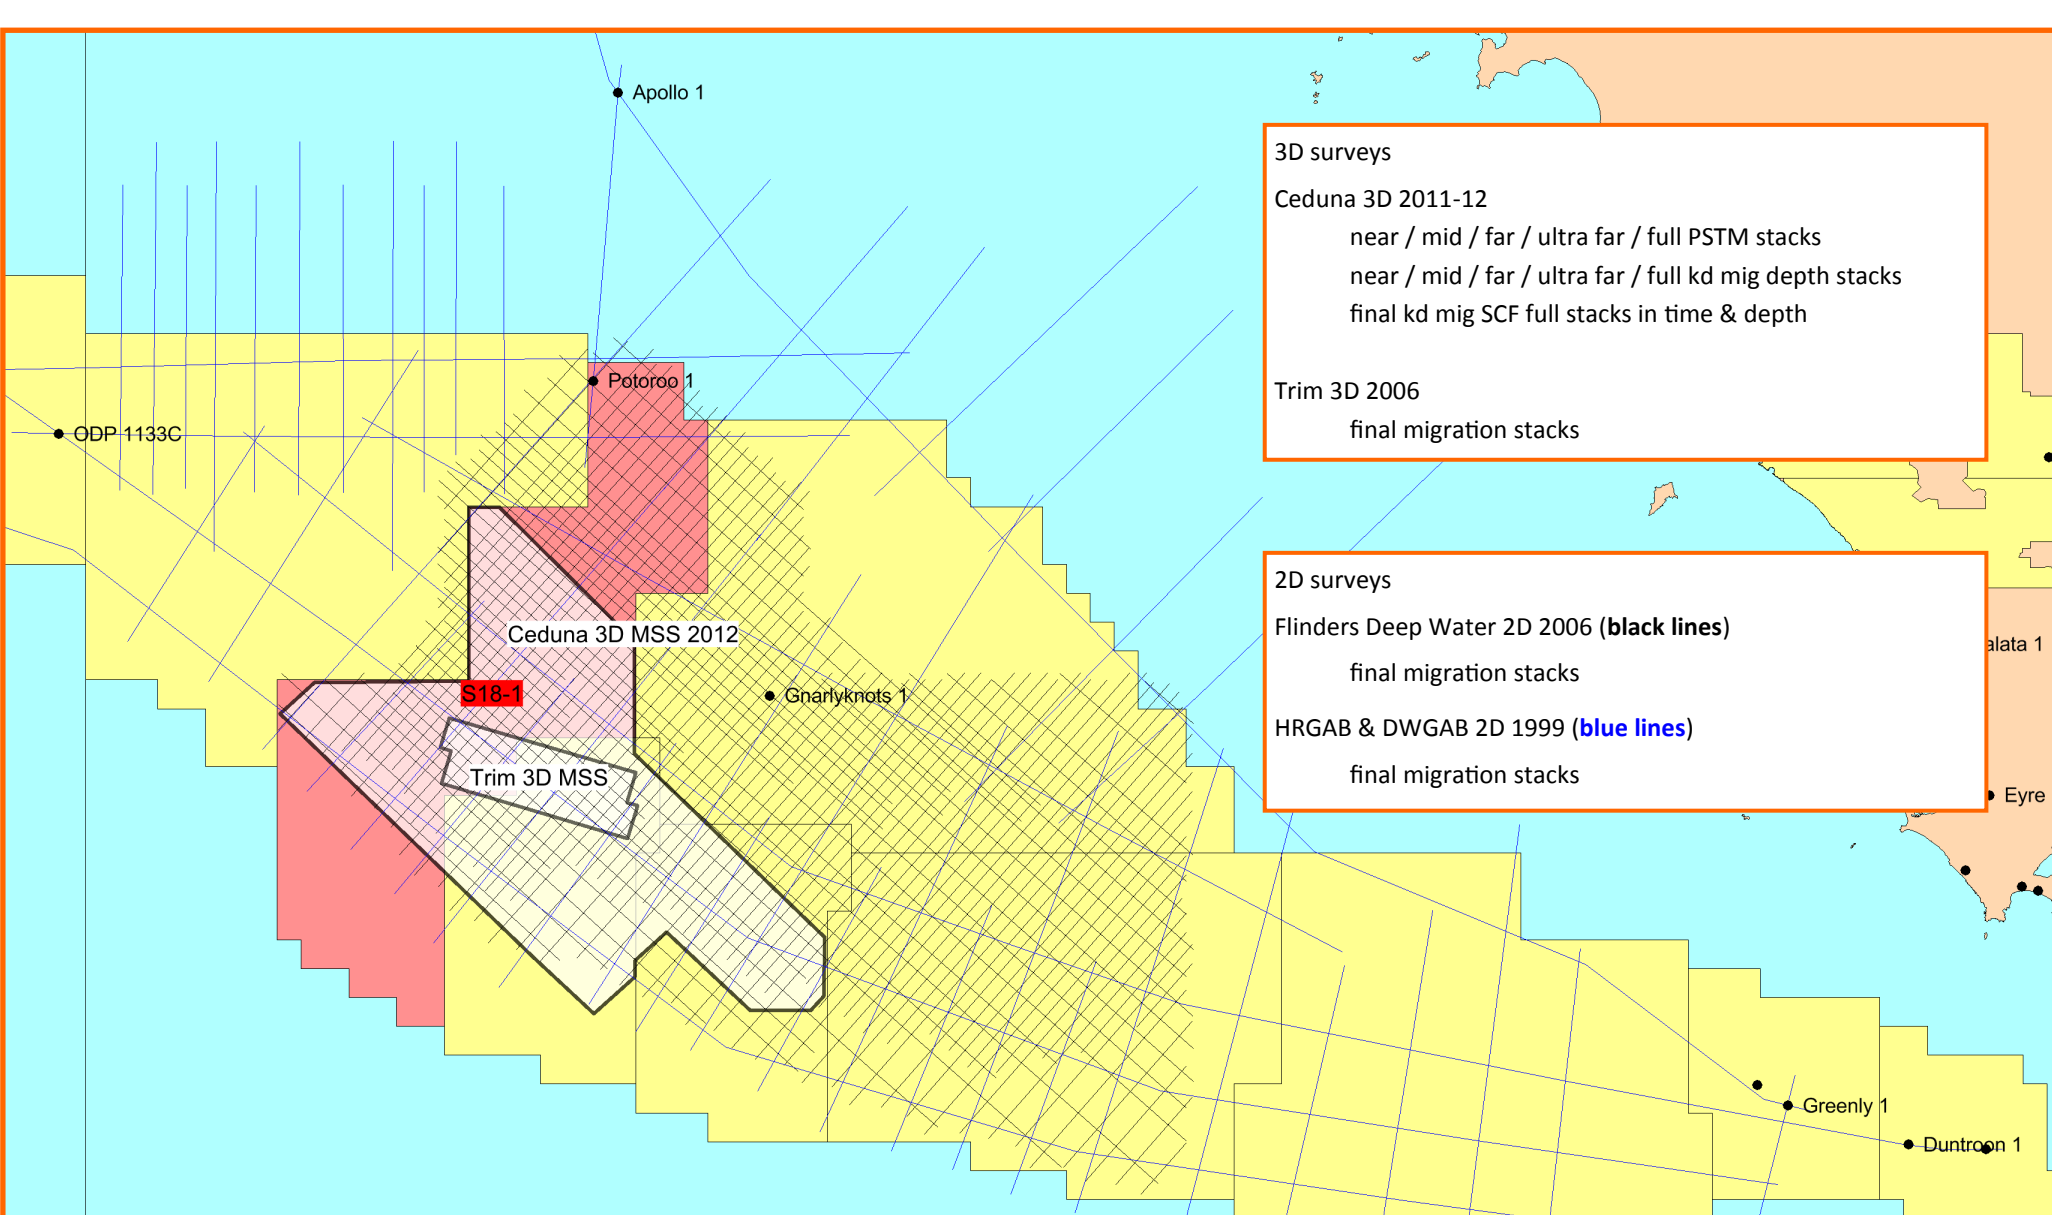 Apollo 1
3D surveys
Ceduna 3D 2011-12
near / mid / far / ultra far / full PSTM stacks
near / mid / far / ultra far / full kd mig depth stacks
final kd mig SCF full stacks in time & depth
Trim 3D 2006
final migration stacks
Potoroo 1
ODP 1133C
2D surveys
Flinders Deep Water 2D 2006 (black lines)
final migration stacks
HRGAB & DWGAB 2D 1999 (blue lines)
final migration stacks
Ceduna 3D MSS 2012
alata 1
S18-1
Gnarlyknots 1
Trim 3D MSS
Eyre
Greenly 1
Duntroon 1